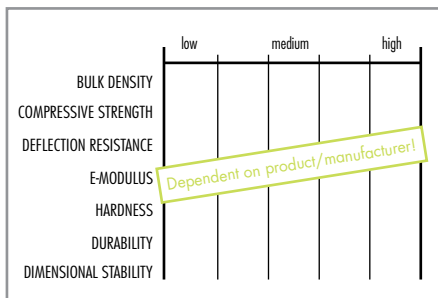 low medium high
BULK DENSITY
COMPRESSIVE STRENGTH
DEFLECTION RESISTANCE
Dependent on product/manufacturer!
E-MODULUS
HARDNESS
DURABILITY
DIMENSIONAL STABILITY